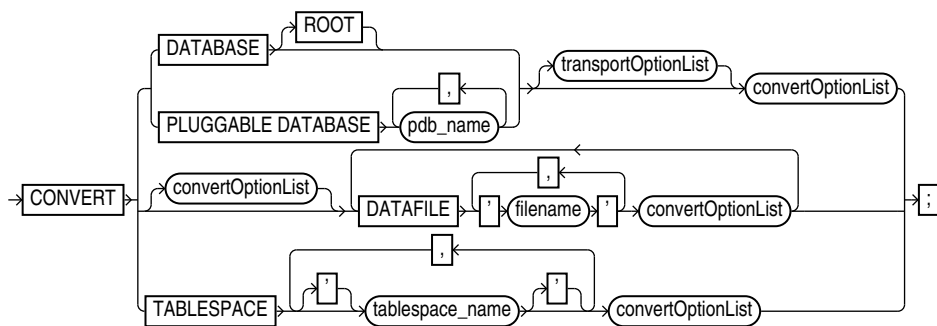 ROOT
DATABASE
transportOptionList
,
convertOptionList
PLUGGABLE DATABASE
pdb_name
convertOptionList
,
CONVERT
DATAFILE
'
filename
'
convertOptionList
;
,
'
'
TABLESPACE
tablespace_name
convertOptionList